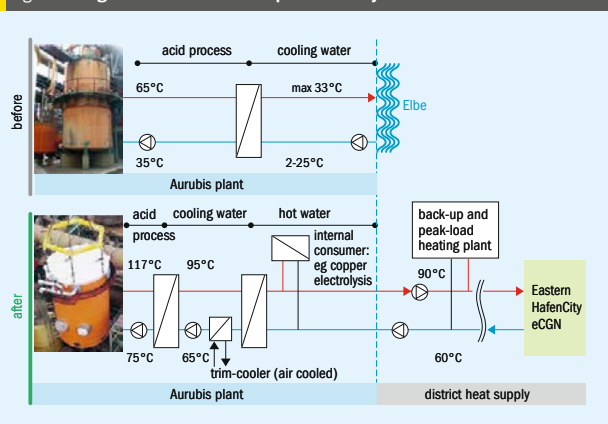 before
acid process
cooling water
65°C
max 33°C
Elbe
35°C
2-25°C
Aurubis plant
after
acid
process
cooling water
hot water
internal
consumer:
eg copper
electrolysis
back-up and
peak-load
heating plant
117°C
95°C
90°C
Eastern
HafenCity
eCGN
75°C
65°C
60°C
trim-cooler (air cooled)
Aurubis plant
district heat supply